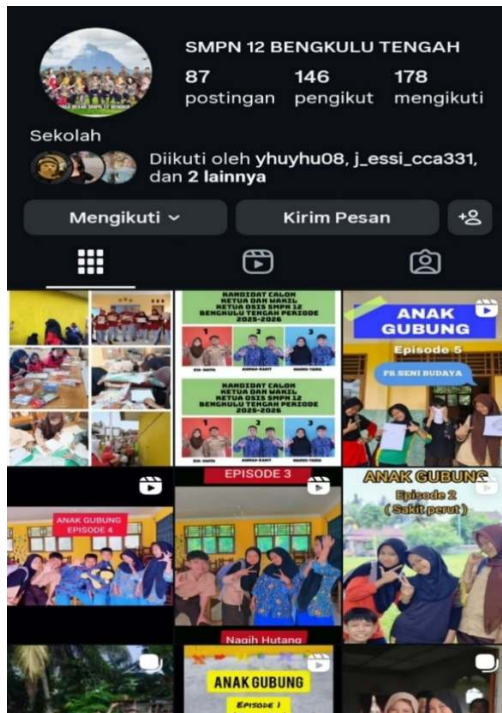 SMPN 12 BENGKULU TENGAH
87 146 178
postingan pengikut mengikuti
Sekolah
Diikuti oleh yhuyhu08, j_essi_cca331,
dan 2 lainnya
Mengikuti
Kirim Pesan
KANDIDAT CALON
KETUA DAN WAKIL
KETUA OSIS SMPN 12
BENGKULU TENGAH PERIODE
2025-2026
1 2 3
KANDIDAT CALON
KETUA DAN WAKIL
KETUA OSIS SMPN 12
BENGKULU TENGAH PERIODE
2025-2026
1 2 3
ANAK
GUBUNG
Episode 5
PR SENI BUDAYA
ANAK GUBUNG
EPISODE 4
EPISODE 3
Nagih Hutang
ANAK GUBUNG
Episode 2
(Sakit perut)
ANAK GUBUNG
EPISODE 1